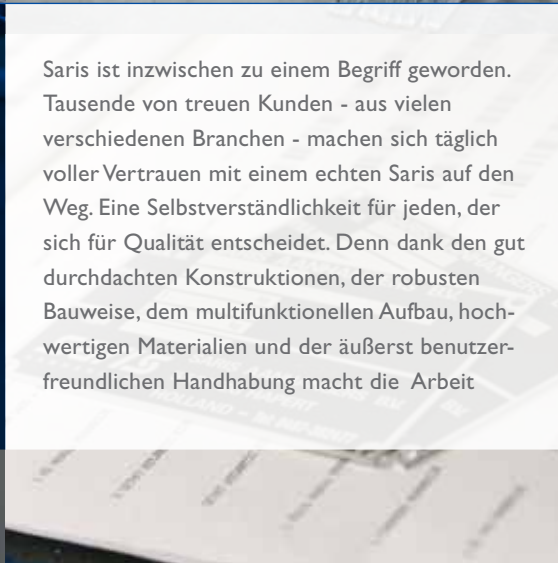 Saris ist inzwischen zu einem Begriff geworden.
Tausende von treuen Kunden - aus vielen
verschiedenen Branchen - machen sich täglich
voller Vertrauen mit einem echten Saris auf den
Weg. Eine Selbstverständlichkeit für jeden, der
sich für Qualität entscheidet. Denn dank den gut
durchdachten Konstruktionen, der robusten
Bauweise, dem multifunktionellen Aufbau, hoch-
wertigen Materialien und der äußerst benutzer-
freundlichen Handhabung macht die Arbeit